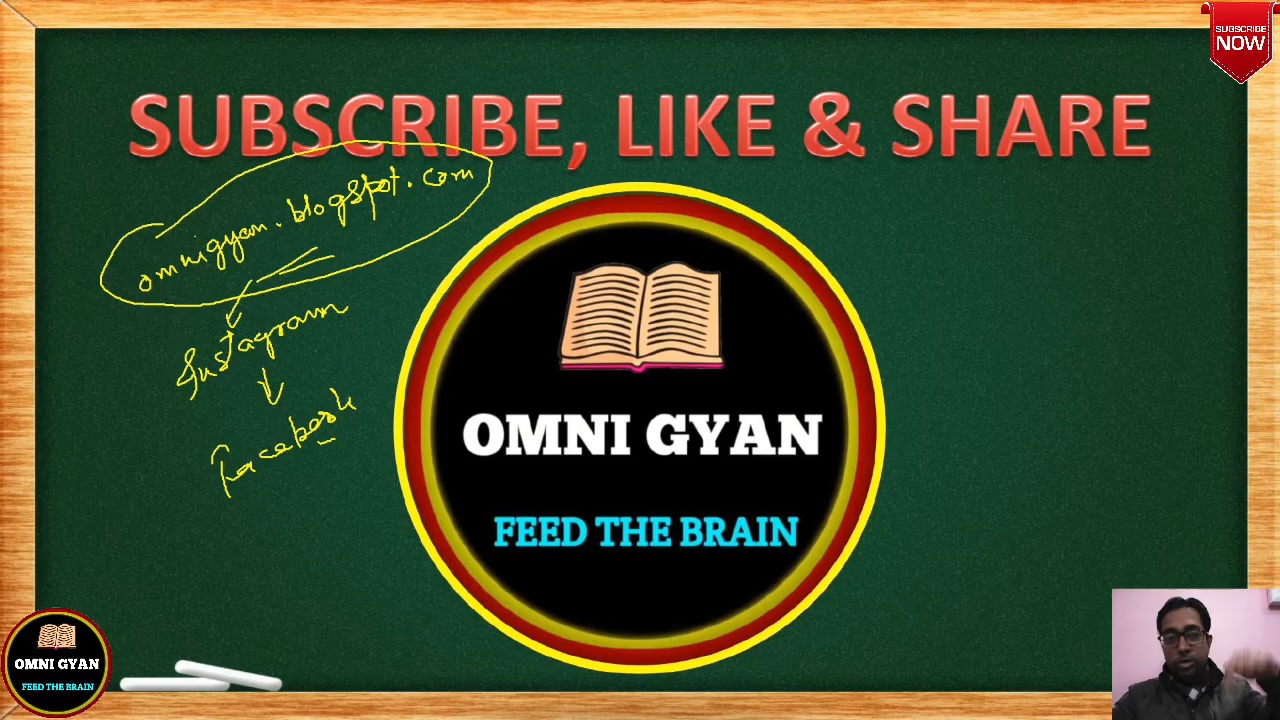 SUBSCRIBE
NOW
SUBSCRIBE, LIKE & SHARE
omnigyan.blogspot.com
Instagram
Facebook
OMNI GYAN
FEED THE BRAIN
OMNI GYAN
FEED THE BRAIN